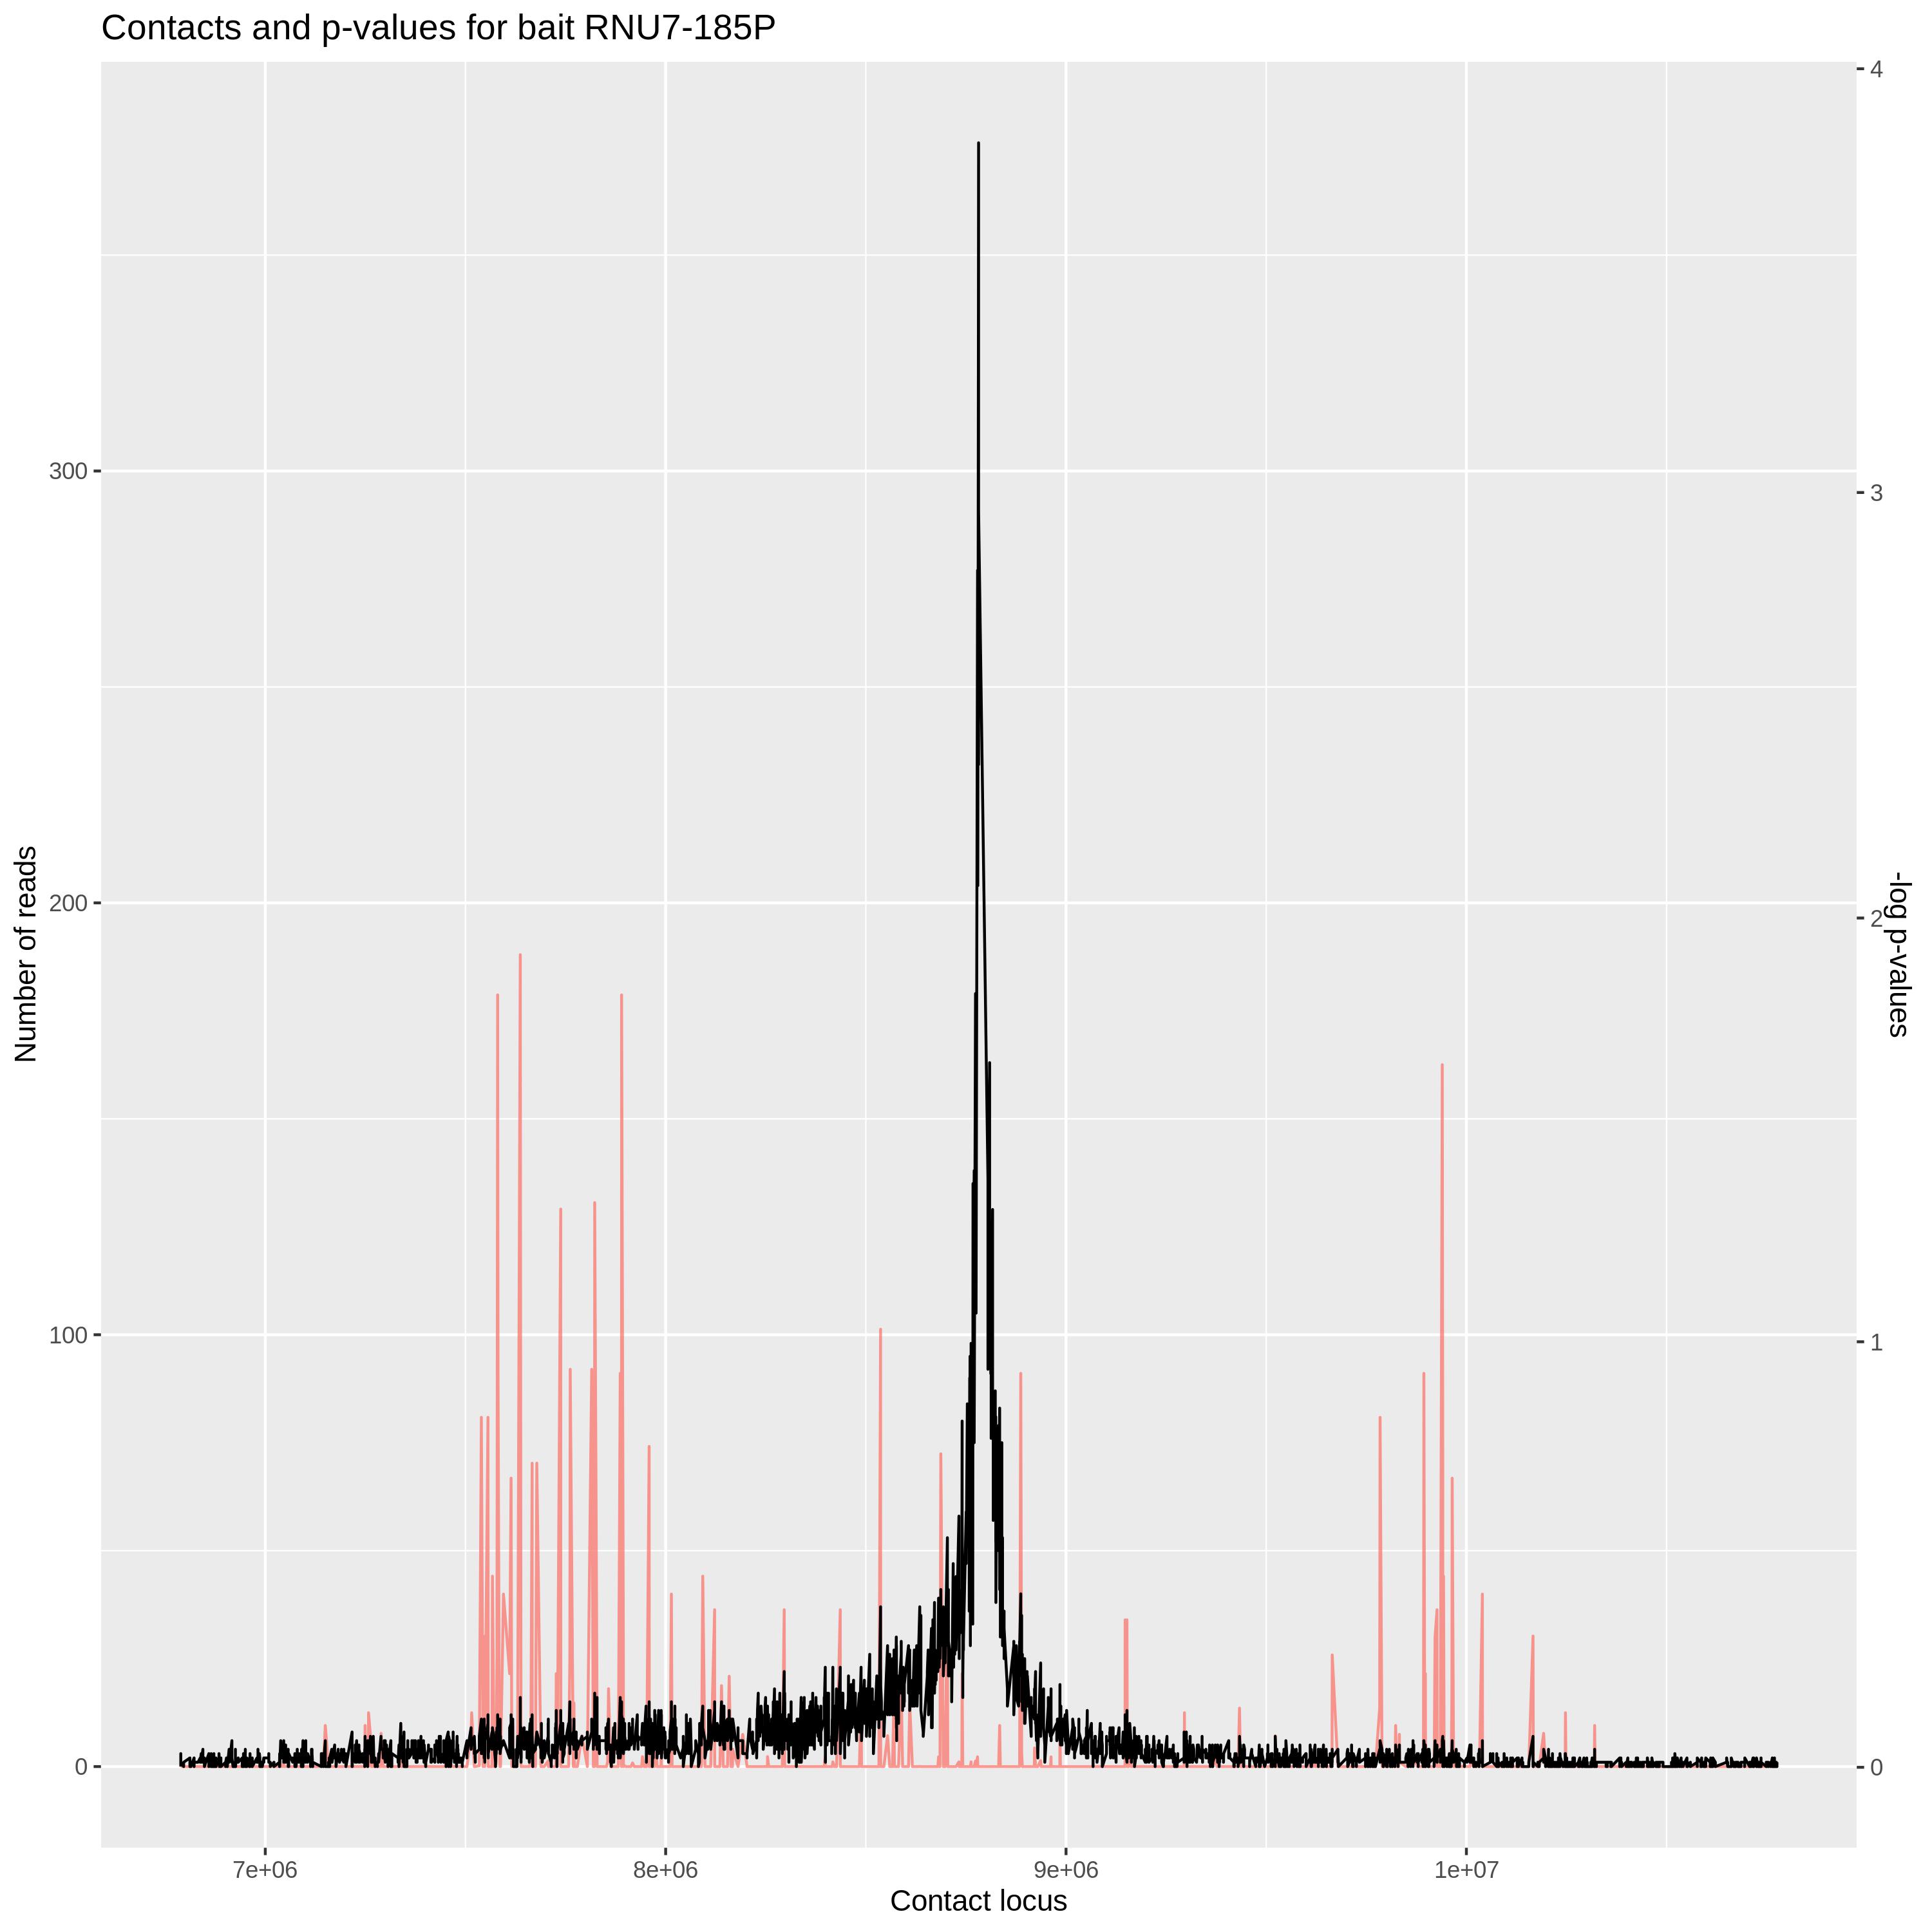 Contacts and p-values for bait RNU7-185P
4
300
3
200
2
100
1
0
0
Number of reads
-log p-values
7e+06
8e+06
9e+06
1e+07
Contact locus